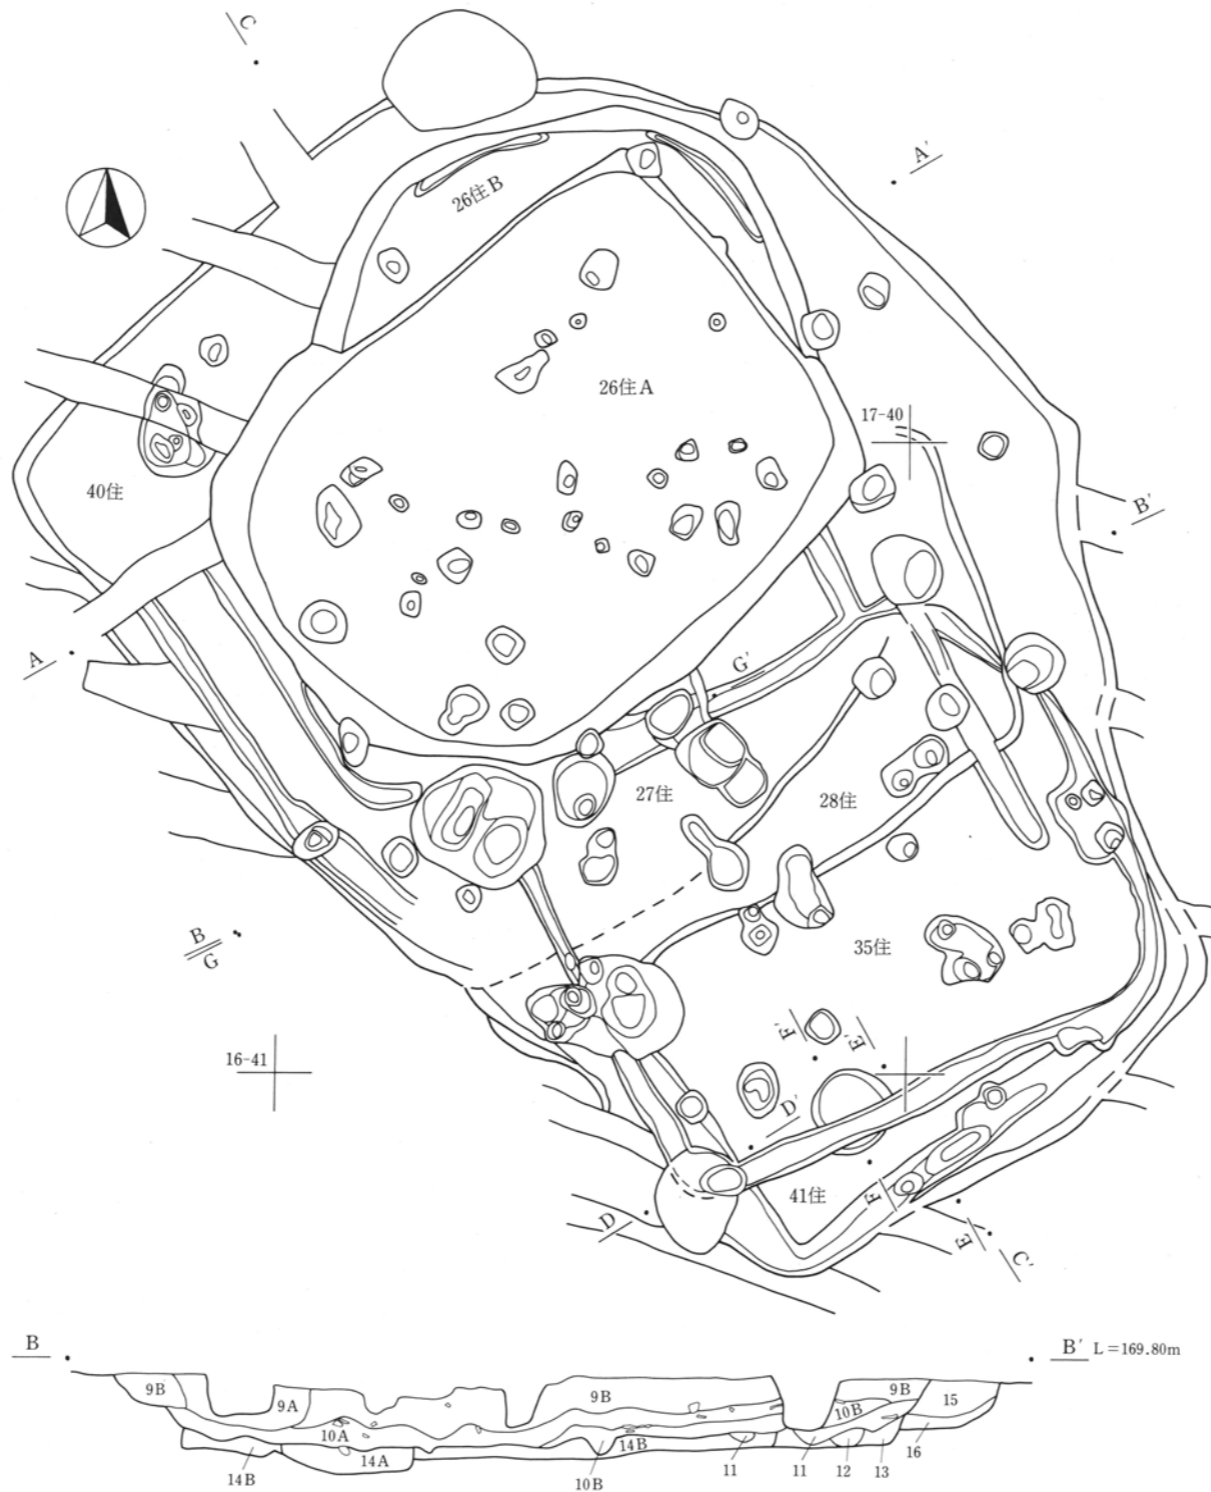 C
A'
26住B
26住A
17-40
40住
B'
A
G'
27住
28住
B
G
35住
F'
E'
16-41
D'
41住
F
D
E
C'
B
B' L=169.80m
9B
9A
9B
9B
10B
15
10A
14B
14A
14B
10B
11
11
12
13
16